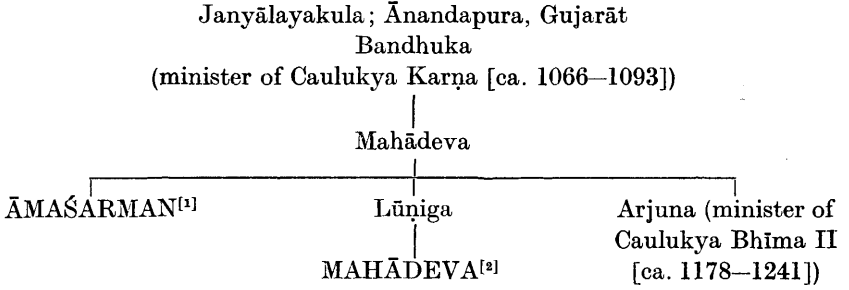 Janyālayakula; Ānandapura, Gujarāt
Bandhuka
(minister of Caulukya Karṇa [ca. 1066—1093])
Mahādeva
ĀMAŚARMAN[1]
Lūṇiga
Arjuna (minister of
Caulukya Bhīma II
[ca. 1178—1241])
MAHĀDEVA[2]